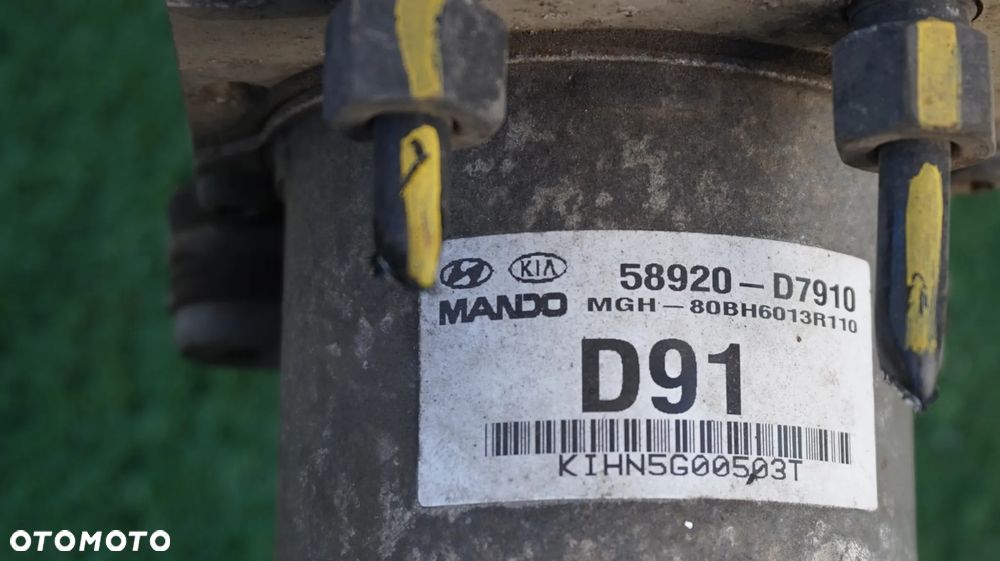 KIA 58920-D7910
MANDO MGH-80BH6013R110
D91
KIHN5G00503T
OTOMOTO